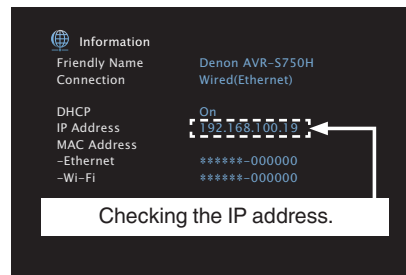 Information
Friendly Name Denon AVR-S750H
Connection Wired(Ethernet)
DHCP On
IP Address 192.168.100.19
MAC Address
-Ethernet ******-000000
-Wi-Fi ******-000000
Checking the IP address.